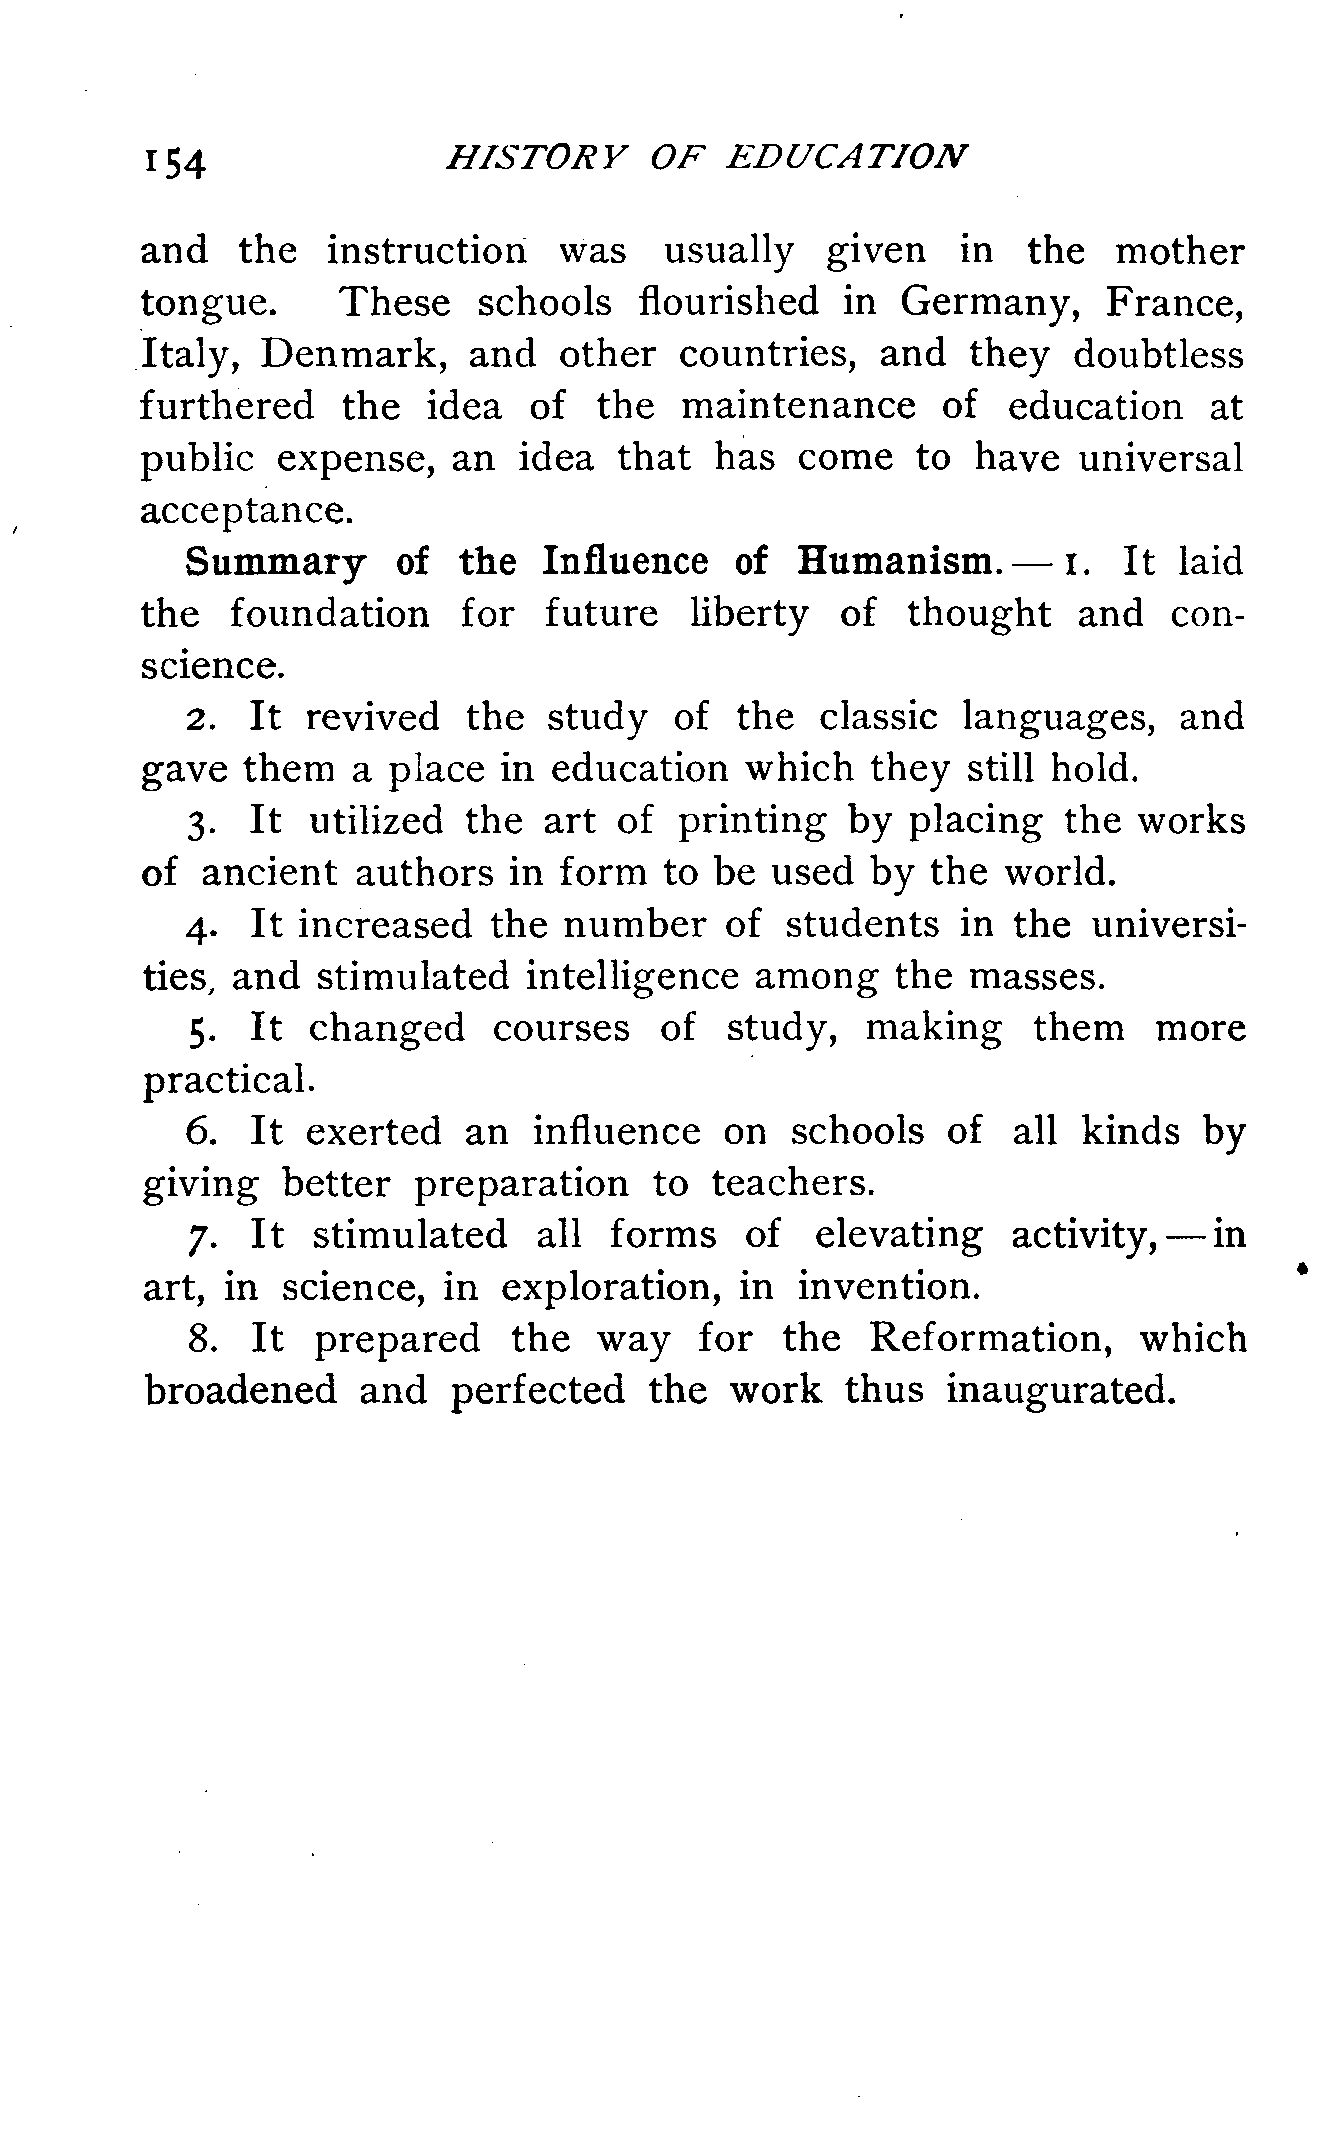 154 HISTORY OF EDUCATION
and the instruction was usually given in the mother
tongue. These schools flourished in Germany, France,
Italy, Denmark, and other countries, and they doubtless
furthered the idea of the maintenance of education at
public expense, an idea that has come to have universal
acceptance.
Summary of the Influence of Humanism. — 1. It laid
the foundation for future liberty of thought and con-
science.
2. It revived the study of the classic languages, and
gave them a place in education which they still hold.
3. It utilized the art of printing by placing the works
of ancient authors in form to be used by the world.
4. It increased the number of students in the universi-
ties, and stimulated intelligence among the masses.
5. It changed courses of study, making them more
practical.
6. It exerted an influence on schools of all kinds by
giving better preparation to teachers.
7. It stimulated all forms of elevating activity, — in
art, in science, in exploration, in invention.
8. It prepared the way for the Reformation, which
broadened and perfected the work thus inaugurated.